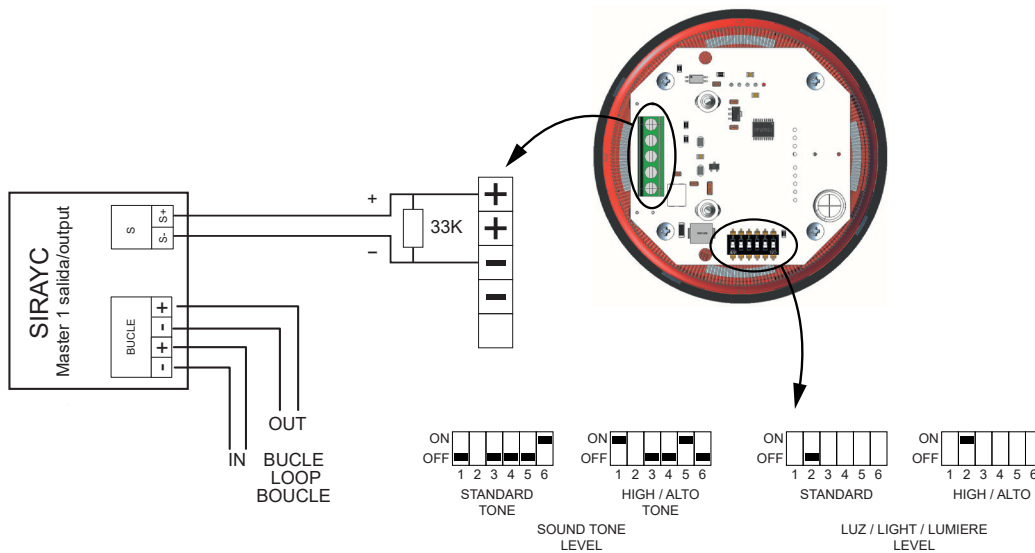 SIRAYC
Master 1 salida/output
S
S+
S-
BUCLE
+
-
+
-
+
–
33K
+
+
–
–
OUT
IN
BUCLE
LOOP
BOUCLE
ON
OFF
1 2 3 4 5 6
STANDARD
TONE
ON
OFF
1 2 3 4 5 6
HIGH / ALTO
TONE
SOUND TONE
LEVEL
ON
OFF
1 2 3 4 5 6
STANDARD
ON
OFF
1 2 3 4 5 6
HIGH / ALTO
LUZ / LIGHT / LUMIERE
LEVEL